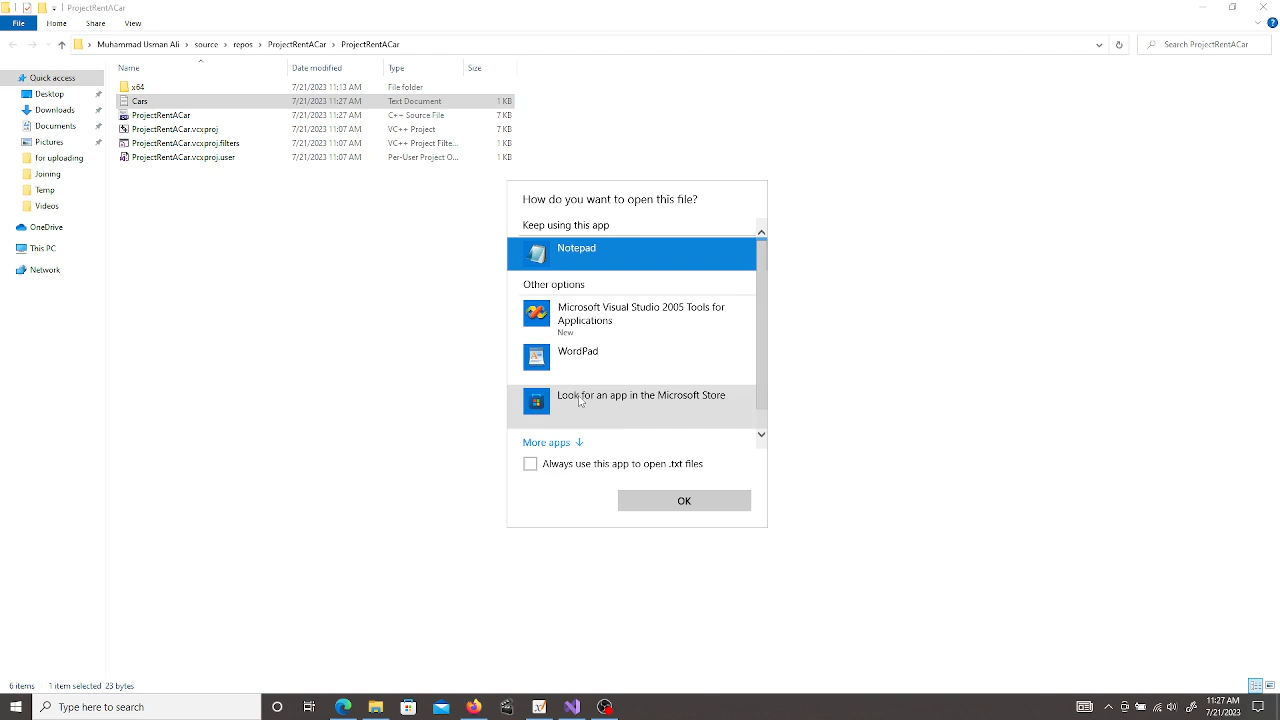 ProjectRentACar
File
Home
Share
View
Muhammad Usman Ali › source › repos › ProjectRentACar › ProjectRentACar
Search ProjectRentACar
Name
Date modified
Type
Size
Quick access
x64
7/21/2023 11:13 AM
File folder
Desktop
Cars
7/21/2023 11:27 AM
Text Document
1 KB
Downloads
ProjectRentACar
7/21/2023 11:27 AM
C++ Source File
7 KB
Documents
ProjectRentACar.vcxproj
7/21/2023 11:07 AM
VC++ Project
7 KB
Pictures
ProjectRentACar.vcxproj.filters
7/21/2023 11:07 AM
VC++ Project Filte...
1 KB
for uploading
ProjectRentACar.vcxproj.user
7/21/2023 11:07 AM
Per-User Project O...
1 KB
Joining
Temp
Videos
OneDrive
This PC
Network
How do you want to open this file?
Keep using this app
Notepad
Other options
Microsoft Visual Studio 2005 Tools for
Applications
New
WordPad
Look for an app in the Microsoft Store
More apps
Always use this app to open .txt files
OK
6 items
1 item selected 23 bytes
Type here to search
11:27 AM
7/21/2023